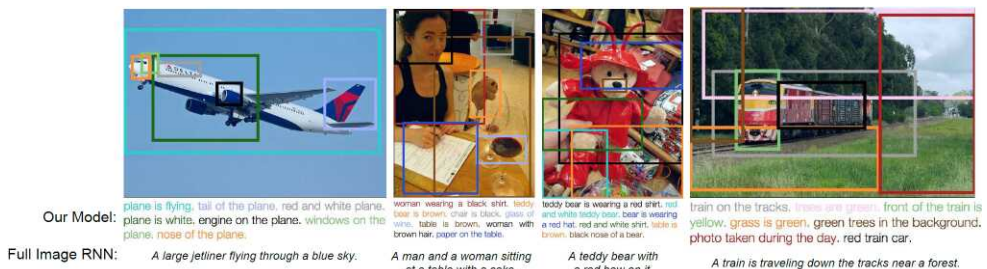 DELTA
Our Model:
plane is flying. tail of the plane. red and white plane.
plane is white. engine on the plane. windows on the
plane. nose of the plane.
woman wearing a black shirt. teddy
bear is brown. chair is black. glass of
wine. table is brown. woman with
brown hair. paper on the table.
teddy bear is wearing a red shirt. red
and white teddy bear. bear is wearing
a red hat. red and white shirt. table is
brown. black nose of a bear.
train on the tracks. trees are green. front of the train is
yellow. grass is green. green trees in the background.
photo taken during the day. red train car.
Full Image RNN:
A large jetliner flying through a blue sky.
A man and a woman sitting
at a table with a cake.
A teddy bear with
a red bow on it.
A train is traveling down the tracks near a forest.